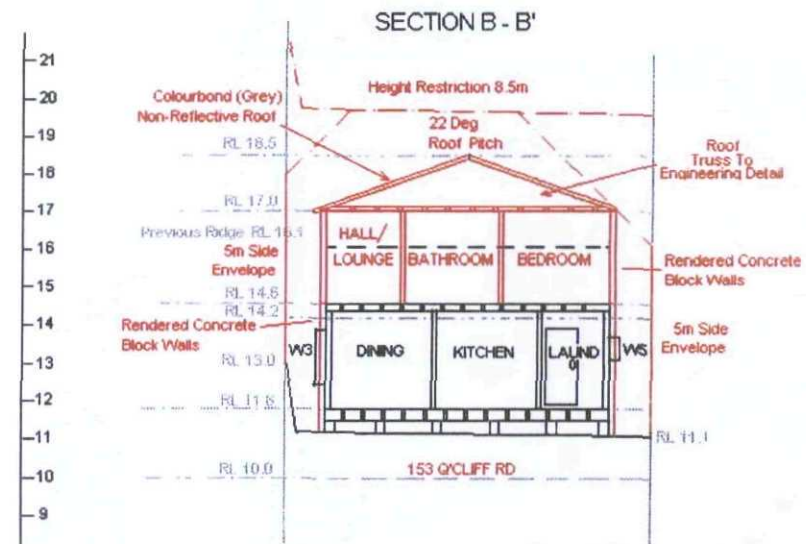 SECTION B - B'
21
20
19
18
17
16
15
14
13
12
11
10
9
Height Restriction 8.5m
Colourbond (Grey)
Non-Reflective Roof
22 Deg
Roof Pitch
Roof
Truss To
Engineering Detail
RL 18.5
RL 17.0
Previous Ridge RL 16.1
5m Side
Envelope
HALL/
LOUNGE
BATHROOM
BEDROOM
Rendered Concrete
Block Walls
RL 14.6
RL 14.2
Rendered Concrete
Block Walls
5m Side
Envelope
W3
DINING
KITCHEN
LAUND
W5
RL 13.0
RL 11.8
RL 11.1
RL 10.0
153 Q'CLIFF RD